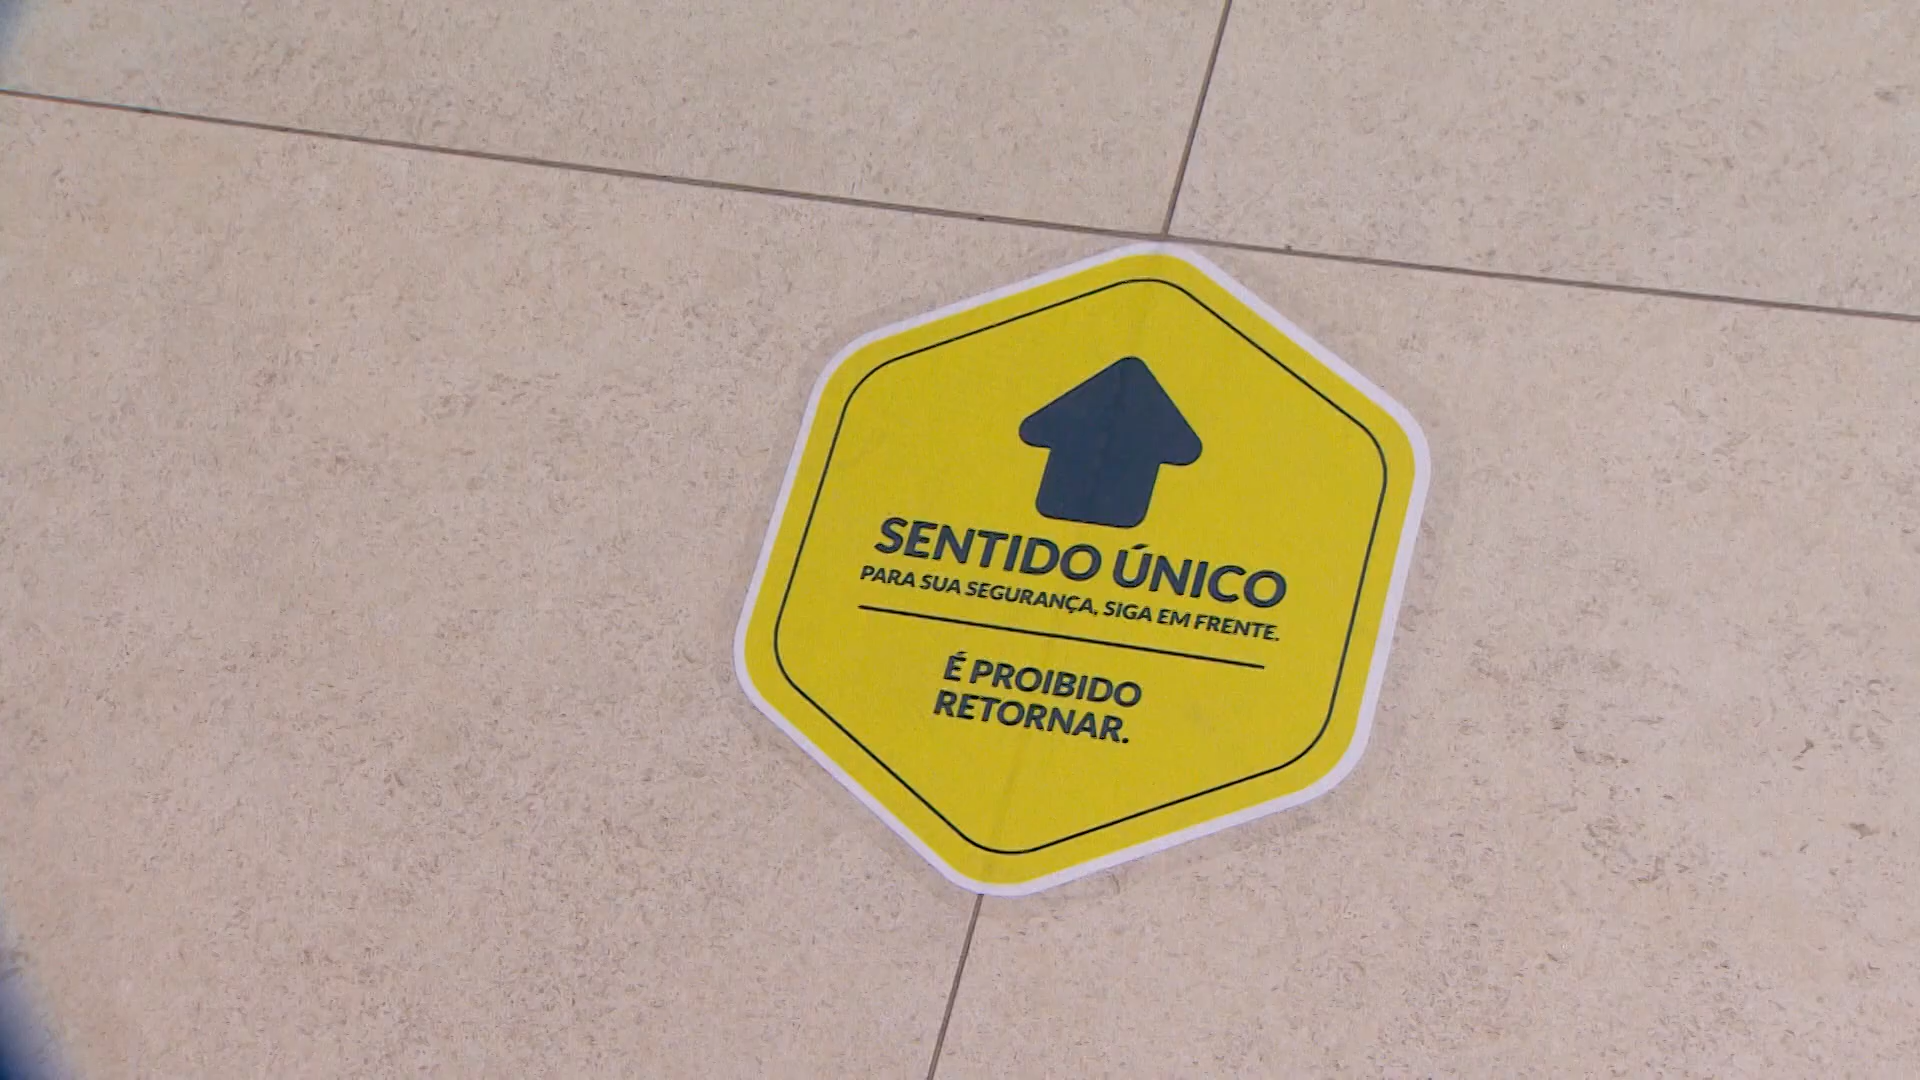 SENTIDO ÚNICO
PARA SUA SEGURANÇA, SIGA EM FRENTE.
É PROIBIDO
RETORNAR.